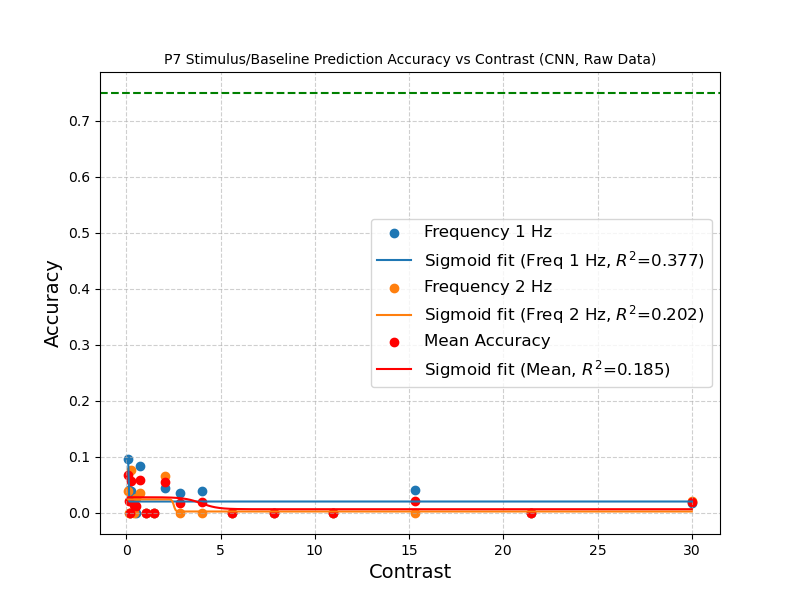 P7 Stimulus/Baseline Prediction Accuracy vs Contrast (CNN, Raw Data)
Accuracy
0.7
0.6
0.5
0.4
0.3
0.2
0.1
0.0
Frequency 1 Hz
Sigmoid fit (Freq 1 Hz, R²=0.377)
Frequency 2 Hz
Sigmoid fit (Freq 2 Hz, R²=0.202)
Mean Accuracy
Sigmoid fit (Mean, R²=0.185)
0 5 10 15 20 25 30
Contrast